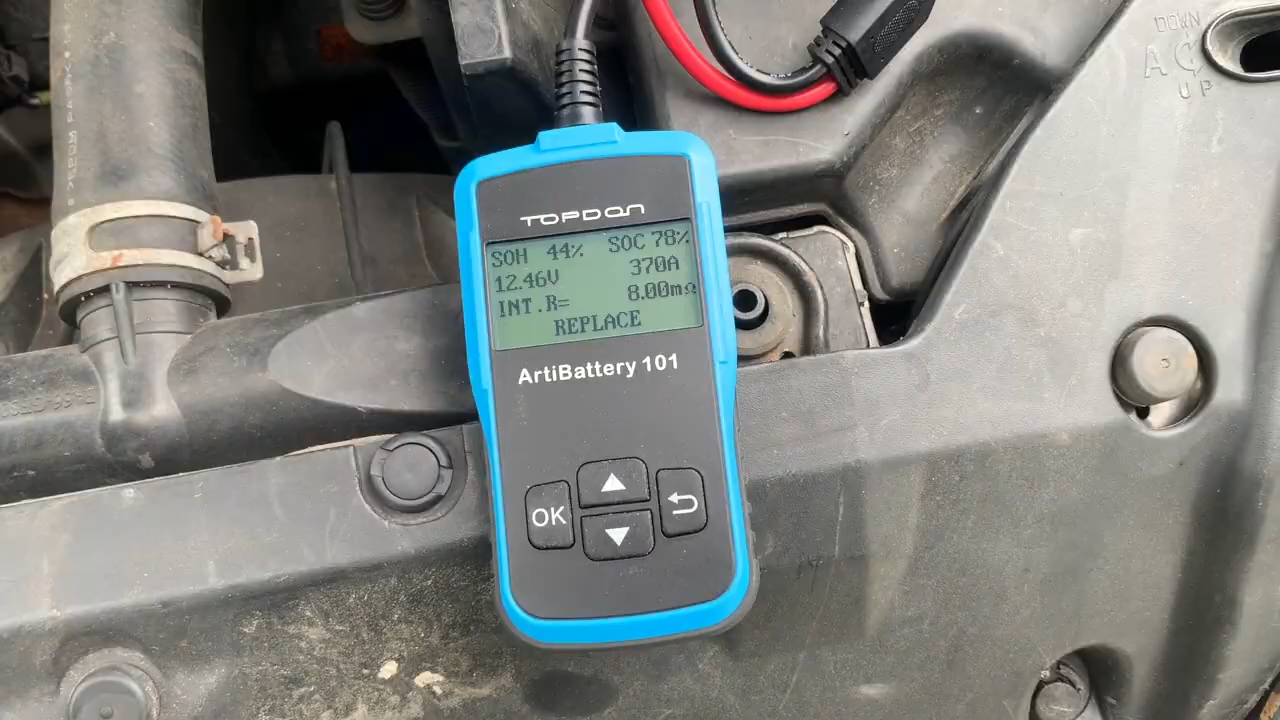 DOWN
UP
TOPDON
SOH 44% SOC 78%
12.46V 370A
INT.R= 8.00mΩ
REPLACE
ArtiBattery 101
OK